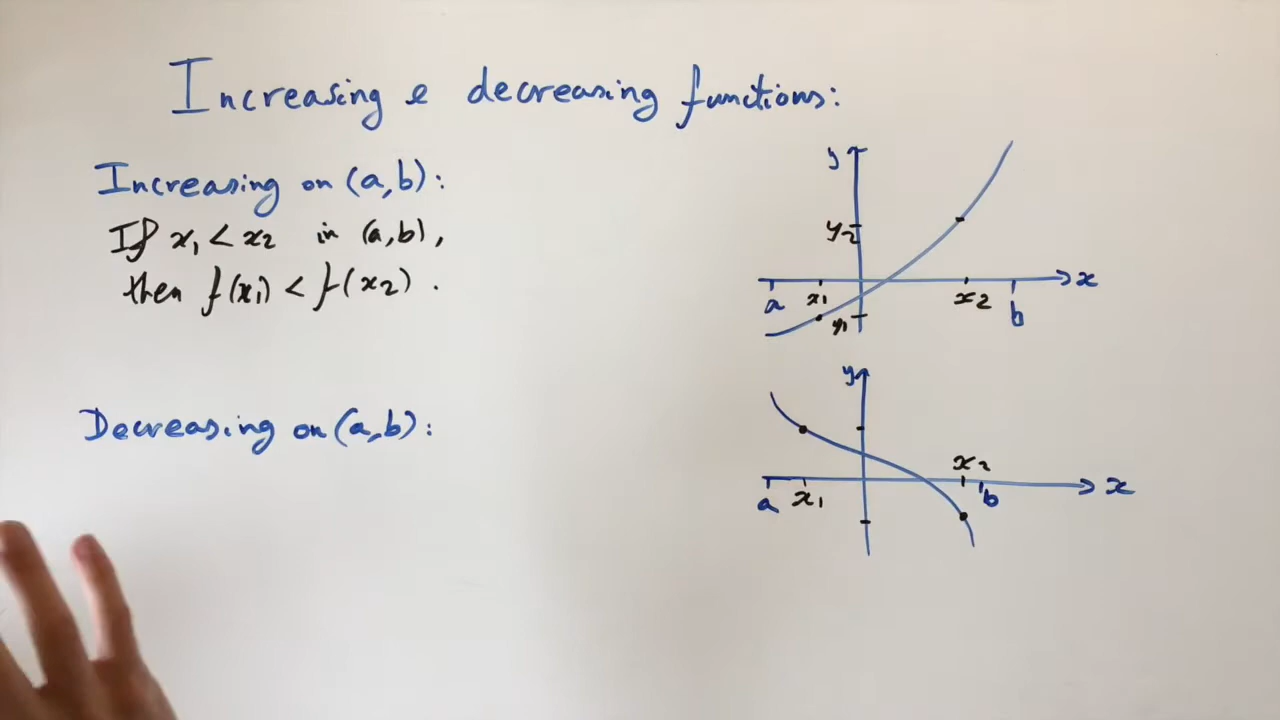 Increasing e decreasing functions:
Increasing on (a,b):
If x₁ < x₂ in (a,b),
then f(x₁) < f(x₂).
y
y₂
x
a
x₁
x₂
b
y₁
Decreasing on (a,b):
y
x₂
x
a
x₁
b